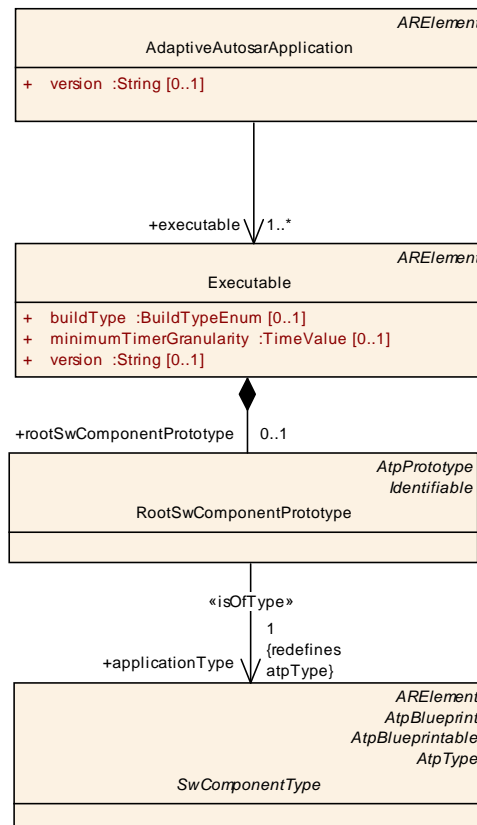 ARElement
AdaptiveAutosarApplication
+ version :String [0..1]
+executable 1..*
ARElement
Executable
+ buildType :BuildTypeEnum [0..1]
+ minimumTimerGranularity :TimeValue [0..1]
+ version :String [0..1]
+rootSwComponentPrototype 0..1
AtpPrototype
Identifiable
RootSwComponentPrototype
«isOfType»
1
{redefines
+applicationType atpType}
ARElement
AtpBlueprint
AtpBlueprintable
AtpType
SwComponentType